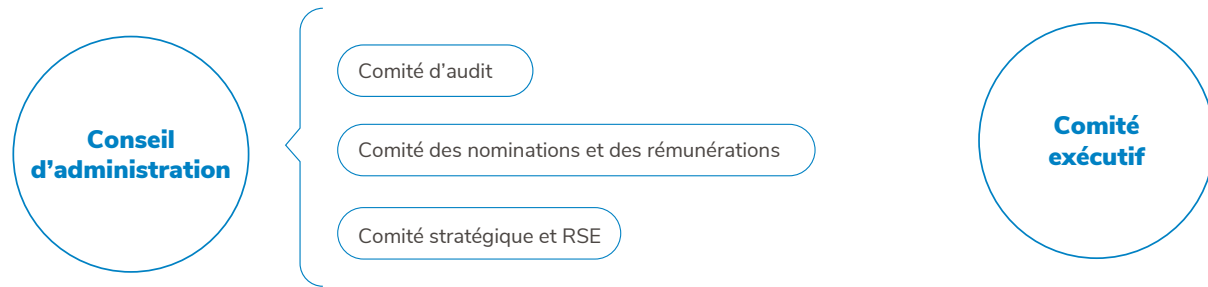 Conseil
d'administration
Comité d'audit
Comité des nominations et des rémunérations
Comité stratégique et RSE
Comité
exécutif